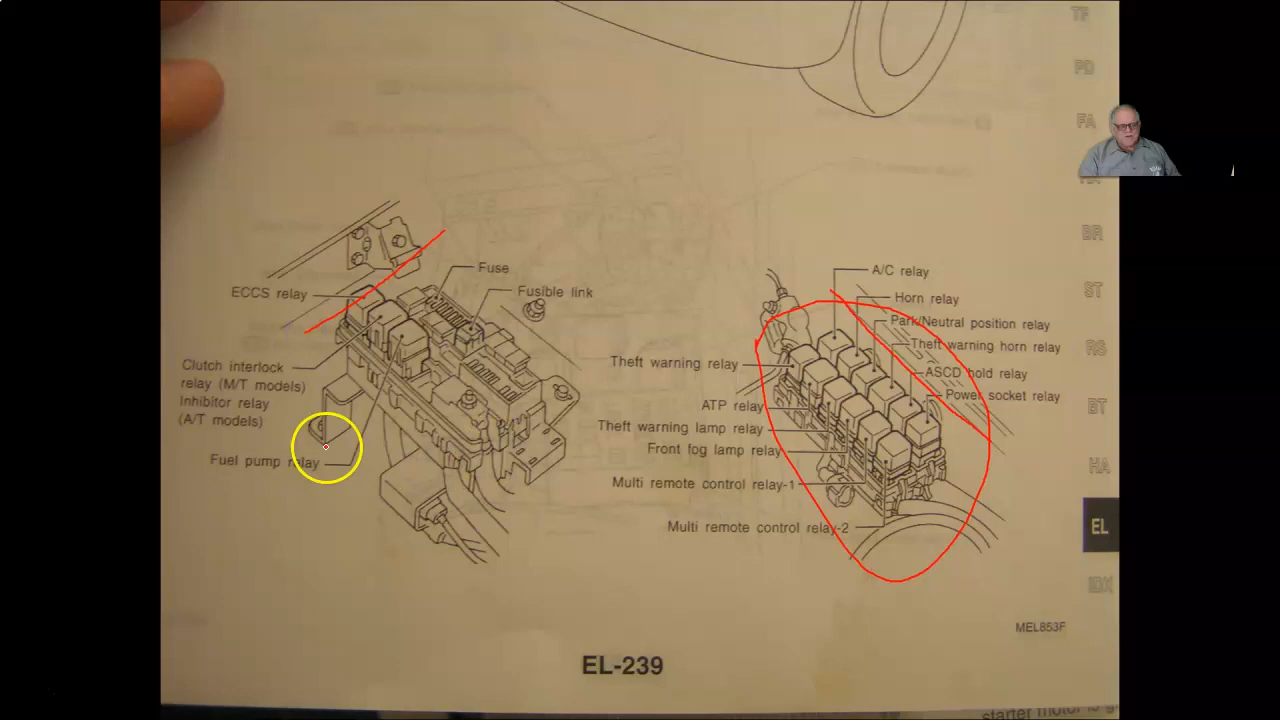 TF
PD
FA
BR
ST
RS
BT
HA
EL
IDX
Fuse
ECCS relay
Fusible link
Clutch interlock
relay (M/T models)
Inhibitor relay
(A/T models)
Fuel pump relay
A/C relay
Horn relay
Park/Neutral position relay
Theft warning horn relay
Theft warning relay
ASCD hold relay
Power socket relay
ATP relay
Theft warning lamp relay
Front fog lamp relay
Multi remote control relay-1
Multi remote control relay-2
MEL853F
EL-239
starter motor is